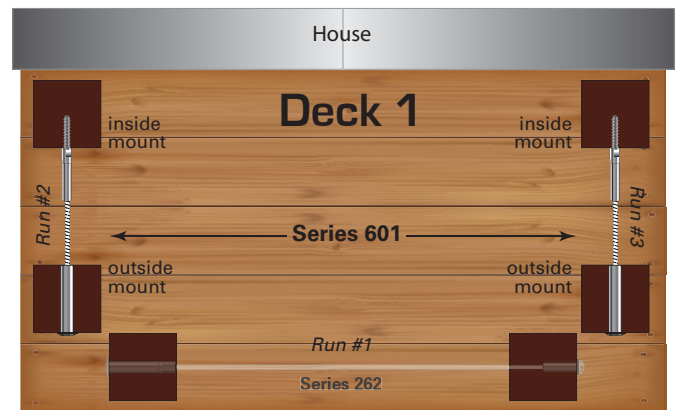 House
Deck 1
inside
mount
inside
mount
Run #2
Run #3
Series 601
outside
mount
outside
mount
Run #1
Series 262